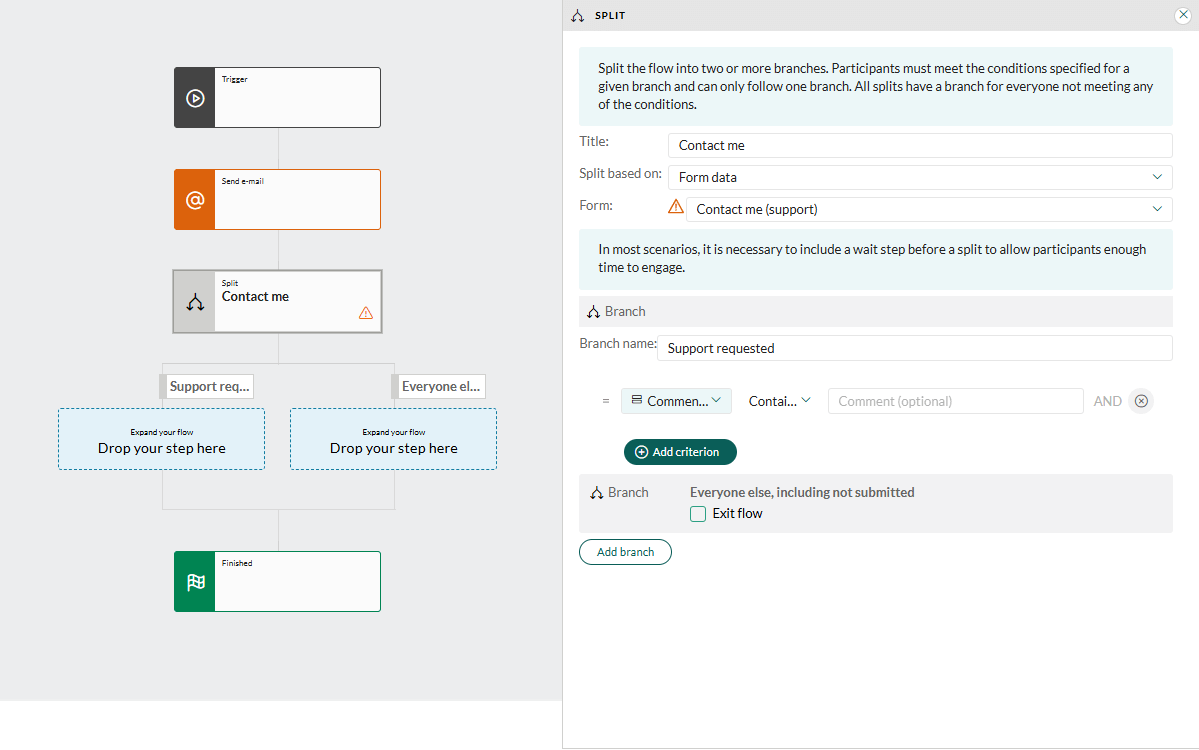 Trigger
Send e-mail
Split
Contact me
Support req...
Everyone el...
Expand your flow
Drop your step here
Expand your flow
Drop your step here
Finished
SPLIT
Split the flow into two or more branches. Participants must meet the conditions specified for a
given branch and can only follow one branch. All splits have a branch for everyone not meeting any
of the conditions.
Title:
Contact me
Split based on:
Form data
Form:
Contact me (support)
In most scenarios, it is necessary to include a wait step before a split to allow participants enough
time to engage.
Branch
Branch name:
Support requested
=
Commen...
Contai...
Comment (optional)
AND
Add criterion
Branch
Everyone else, including not submitted
Exit flow
Add branch